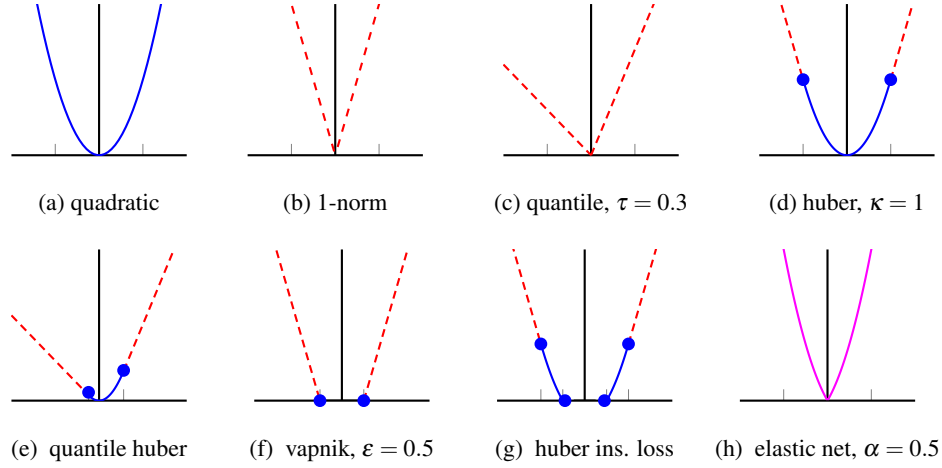 (a) quadratic
(b) 1-norm
(c) quantile, τ = 0.3
(d) huber, κ = 1
(e) quantile huber
(f) vapnik, ε = 0.5
(g) huber ins. loss
(h) elastic net, α = 0.5